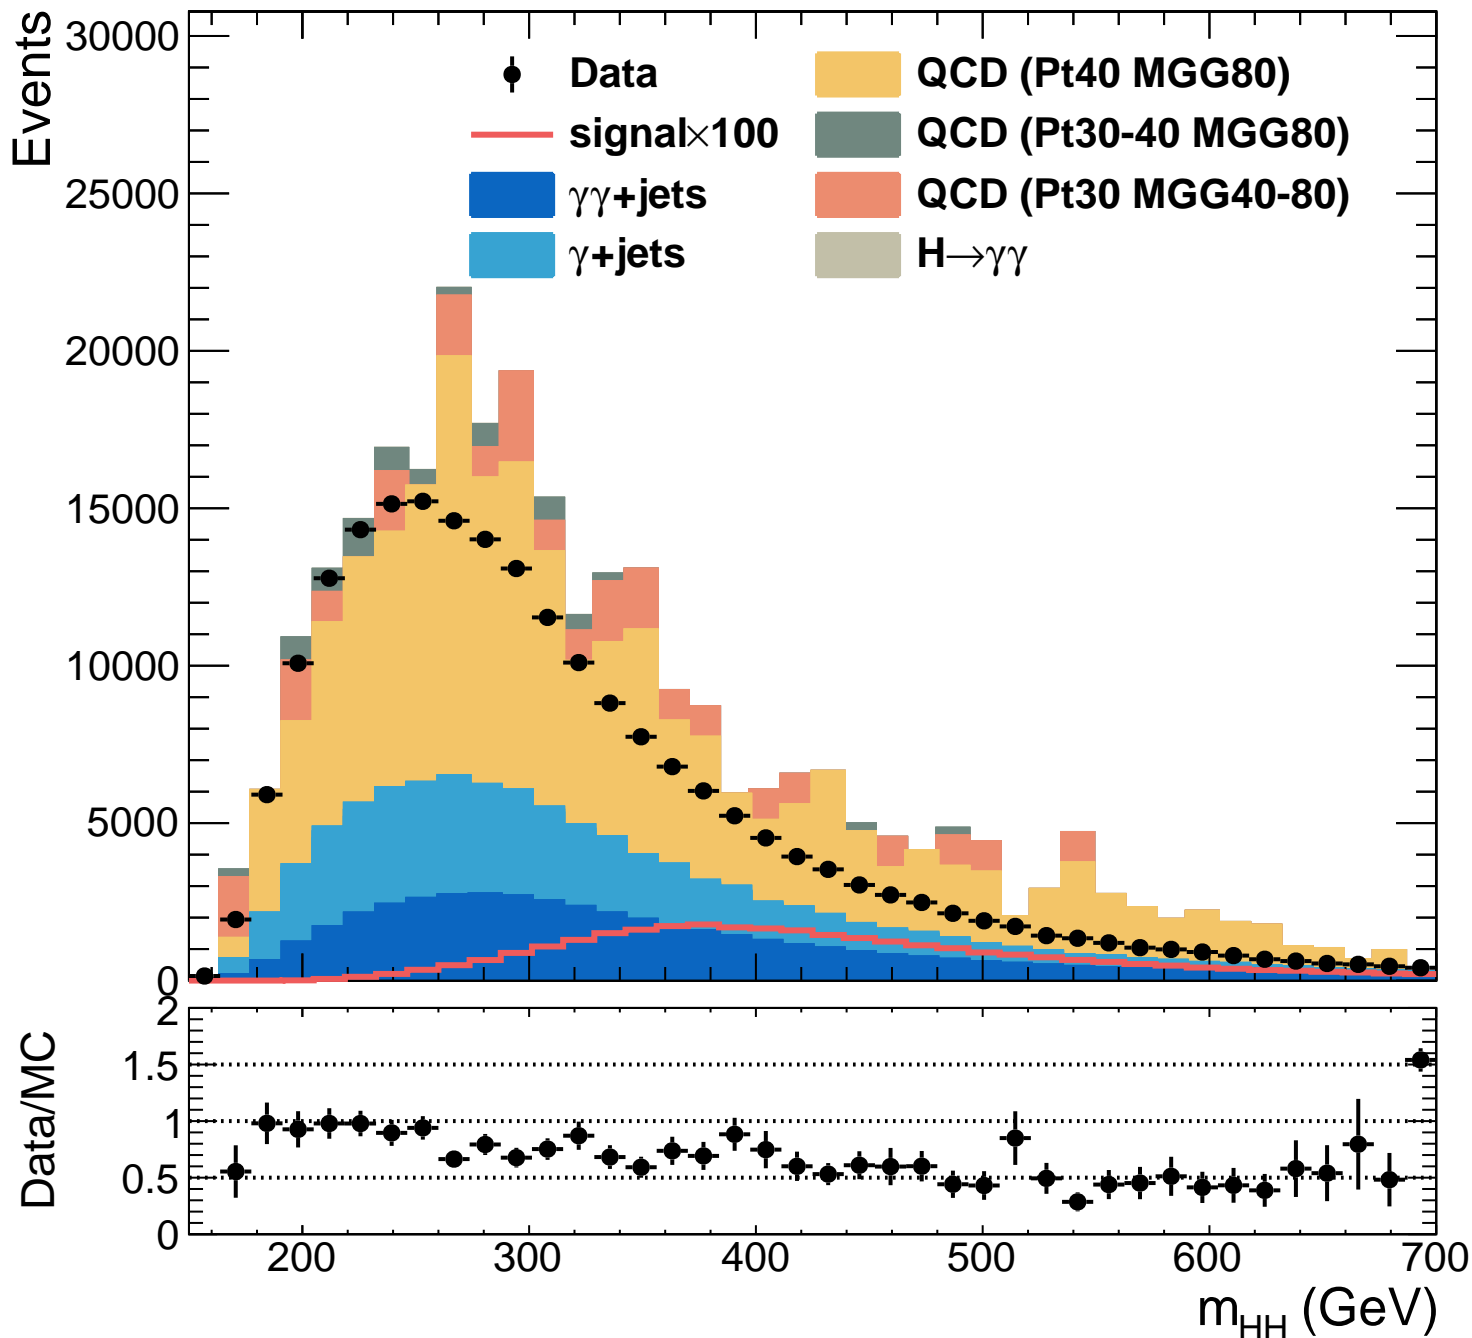 Events
30000
25000
20000
15000
10000
5000
0
Data
signal×100
γγ+jets
γ+jets
QCD (Pt40 MGG80)
QCD (Pt30-40 MGG80)
QCD (Pt30 MGG40-80)
H→γγ
Data/MC
2
1.5
1
0.5
0
200 300 400 500 600 700
m_HH (GeV)